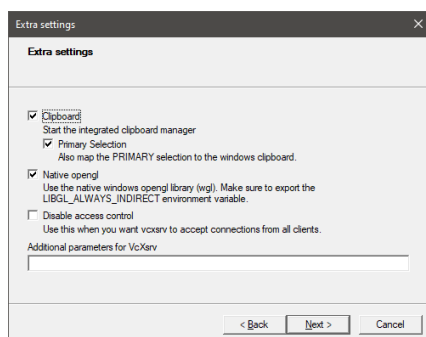 Extra settings
Extra settings
Clipboard
Start the integrated clipboard manager
Primary Selection
Also map the PRIMARY selection to the windows clipboard.
Native opengl
Use the native windows opengl library (wgl). Make sure to export the
LIBGL_ALWAYS_INDIRECT environment variable.
Disable access control
Use this when you want vcxsrv to accept connections from all clients.
Additional parameters for VcXsrv
< Back Next > Cancel